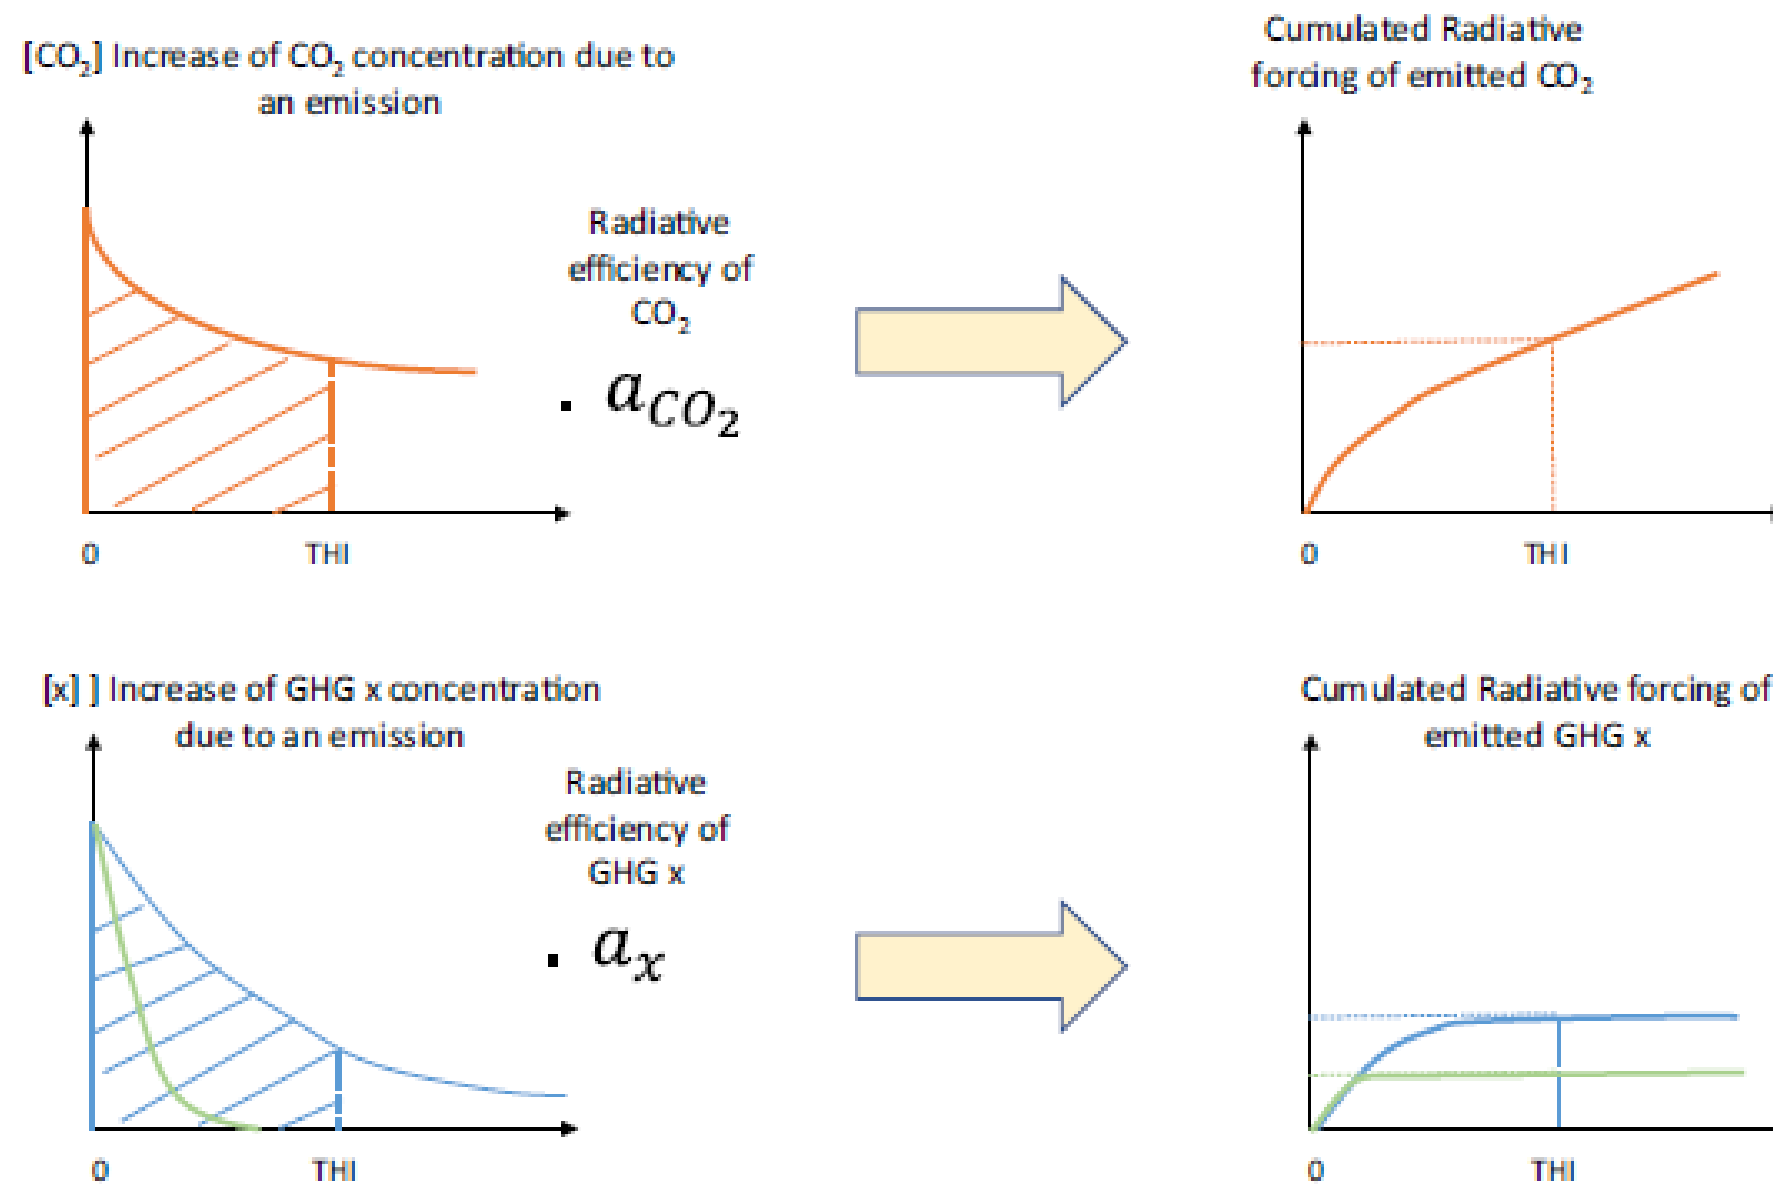 [CO₂] Increase of CO₂ concentration due to
an emission
Radiative
efficiency of
CO₂
. a_CO₂
0
THI
Cumulated Radiative
forcing of emitted CO₂
0
THI
[x] ] Increase of GHG x concentration
due to an emission
Radiative
efficiency of
GHG x
. a_x
0
THI
Cumulated Radiative forcing of
emitted GHG x
0
THI